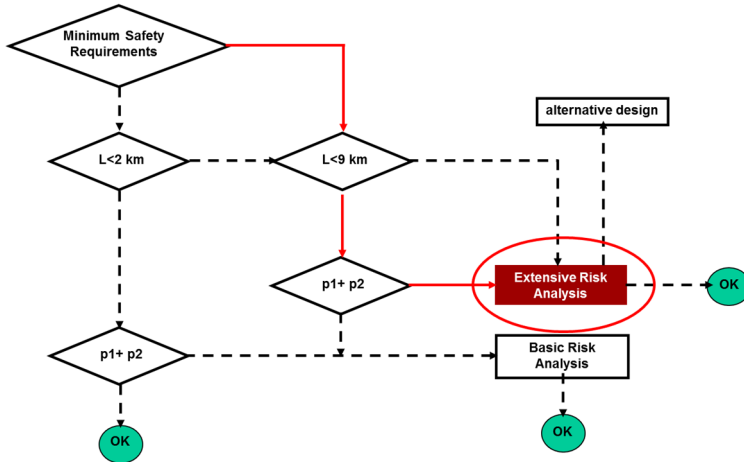 Minimum Safety
Requirements
alternative design
L<2 km
L<9 km
p1+ p2
Extensive Risk
Analysis
OK
p1+ p2
Basic Risk
Analysis
OK
OK